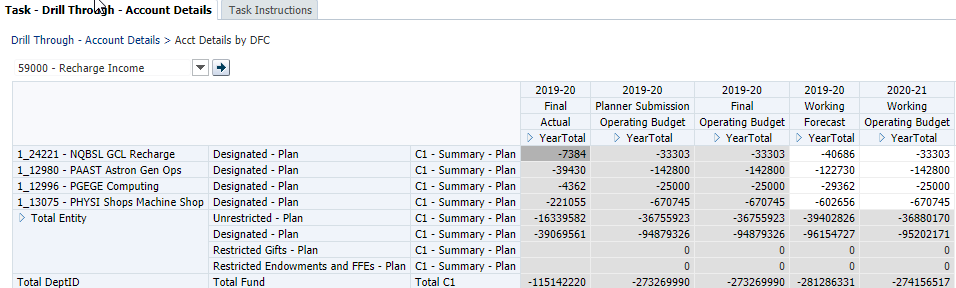 Task - Drill Through - Account Details Task Instructions
Drill Through - Account Details > Acct Details by DFC
59000 - Recharge Income
2019-20 2019-20 2019-20 2019-20 2020-21
Final Planner Submission Final Working Working
Actual Operating Budget Operating Budget Forecast Operating Budget
YearTotal YearTotal YearTotal YearTotal YearTotal
1_24221 - NQBSL GCL Recharge Designated - Plan C1 - Summary - Plan -7384 -33303 -33303 -40686 -33303
1_12980 - PAAST Astron Gen Ops Designated - Plan C1 - Summary - Plan -39430 -142800 -142800 -122730 -142800
1_12996 - PGEGE Computing Designated - Plan C1 - Summary - Plan -4362 -25000 -25000 -29362 -25000
1_13075 - PHYSI Shops Machine Shop Designated - Plan C1 - Summary - Plan -221055 -670745 -670745 -602656 -670745
Total Entity Unrestricted - Plan C1 - Summary - Plan -16339582 -36755923 -36755923 -39402826 -36880170
Designated - Plan C1 - Summary - Plan -39069561 -94879326 -94879326 -96154727 -95202171
Restricted Gifts - Plan C1 - Summary - Plan 0 0 0 0
Restricted Endowments and FFEs - Plan C1 - Summary - Plan 0 0 0 0
Total DeptID Total Fund Total C1 -115142220 -273269990 -273269990 -281286331 -274156517